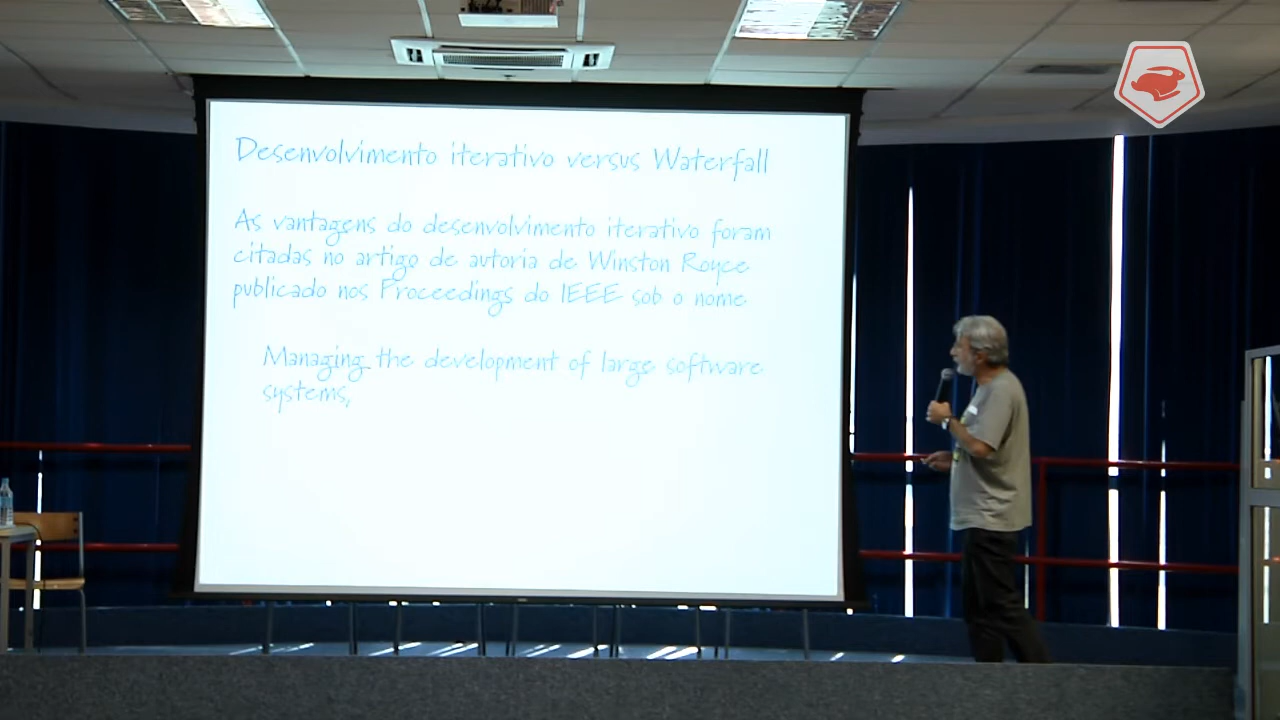 Desenvolvimento iterativo versus Waterfall
As vantagens do desenvolvimento iterativo foram
citadas no artigo de autoria de Winston Royce
publicado nos Proceedings do IEEE sob o nome
Managing the development of large software
systems,